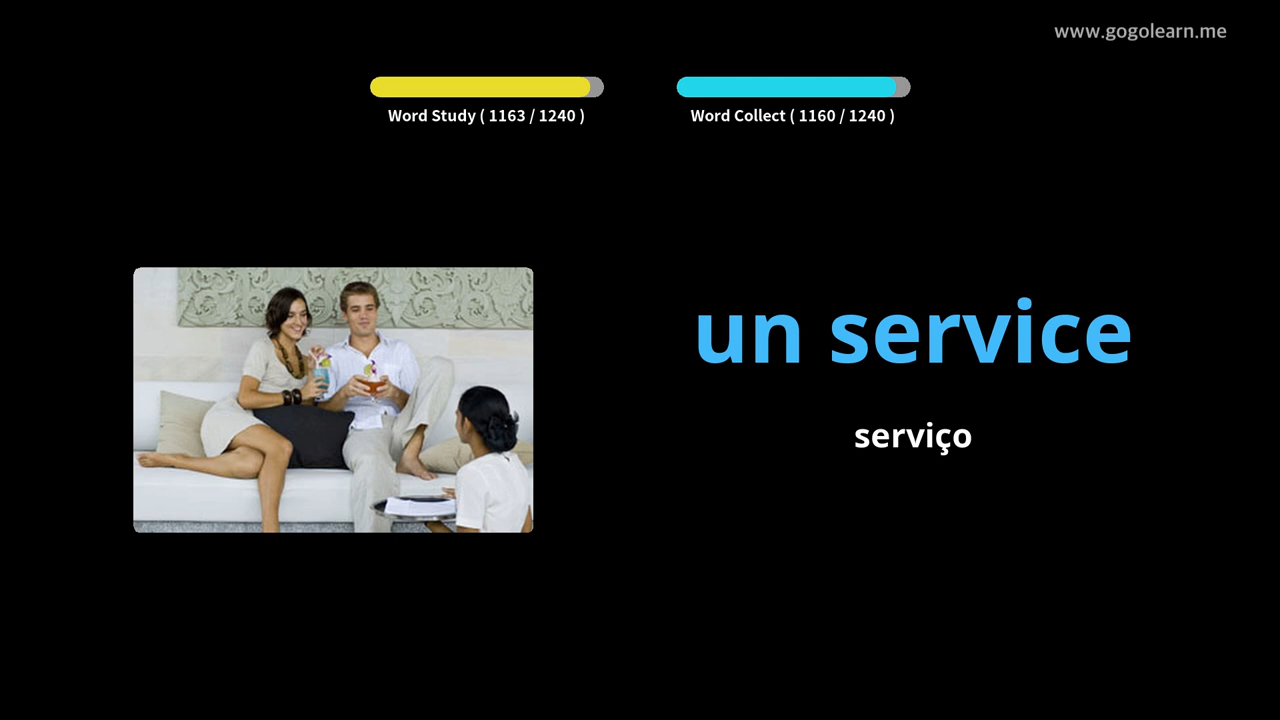 www.gogolearn.me
Word Study ( 1163 / 1240 )
Word Collect ( 1160 / 1240 )
un service
serviço